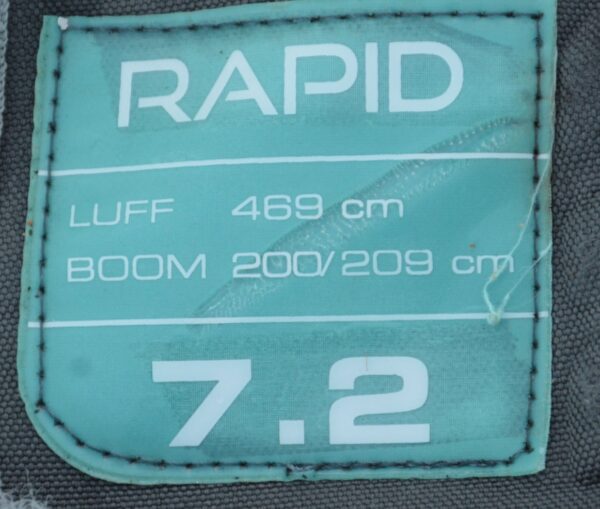 RAPID
LUFF 469 cm
BOOM 200/209 cm
7.2